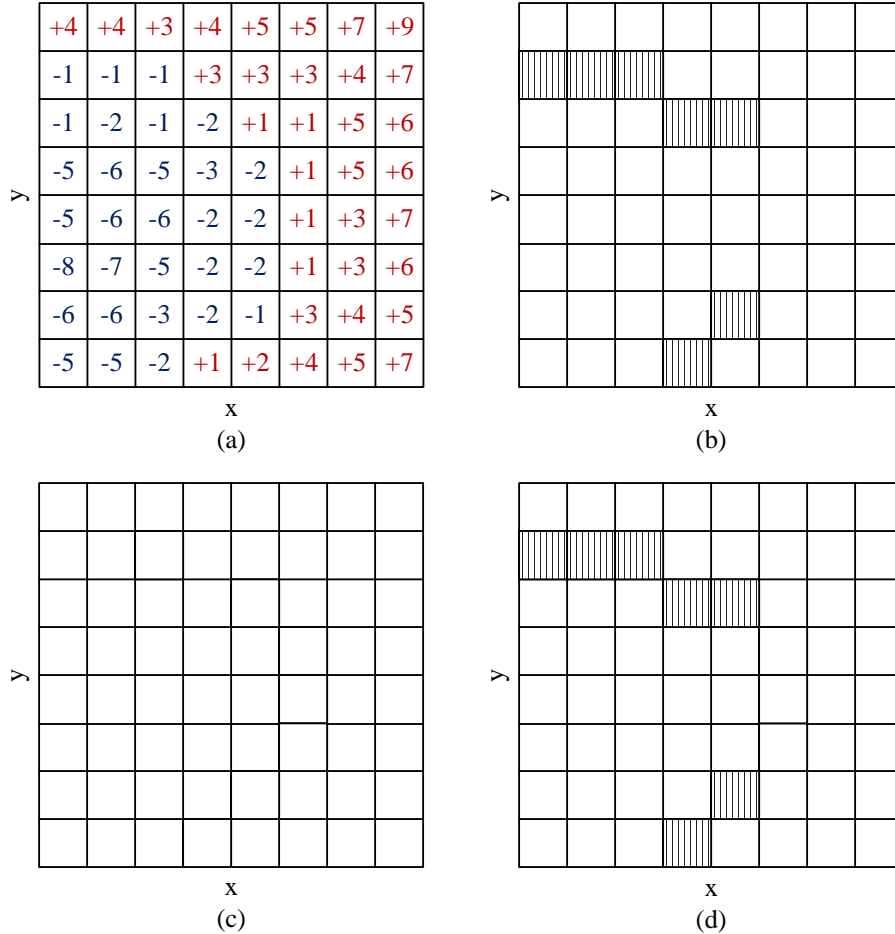 +4 +4 +3 +4 +5 +5 +7 +9
-1 -1 -1 +3 +3 +3 +4 +7
-1 -2 -1 -2 +1 +1 +5 +6
-5 -6 -5 -3 -2 +1 +5 +6
-5 -6 -6 -2 -2 +1 +3 +7
-8 -7 -5 -2 -2 +1 +3 +6
-6 -6 -3 -2 -1 +3 +4 +5
-5 -5 -2 +1 +2 +4 +5 +7
y
x
(a)
y
x
(b)
y
x
(c)
y
x
(d)